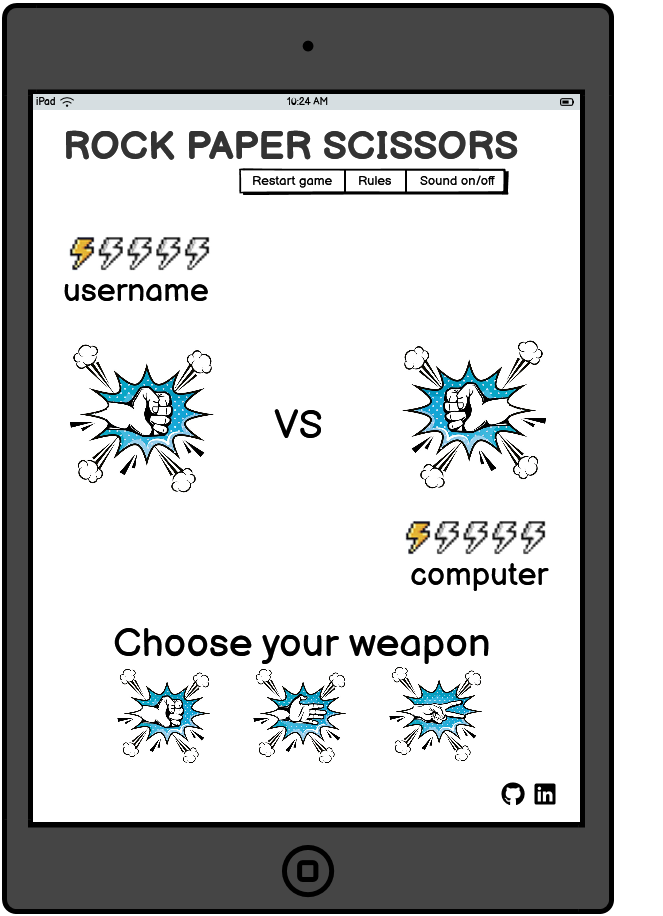 iPad 10:24 AM
ROCK PAPER SCISSORS
Restart game Rules Sound on/off
username
VS
computer
Choose your weapon
in